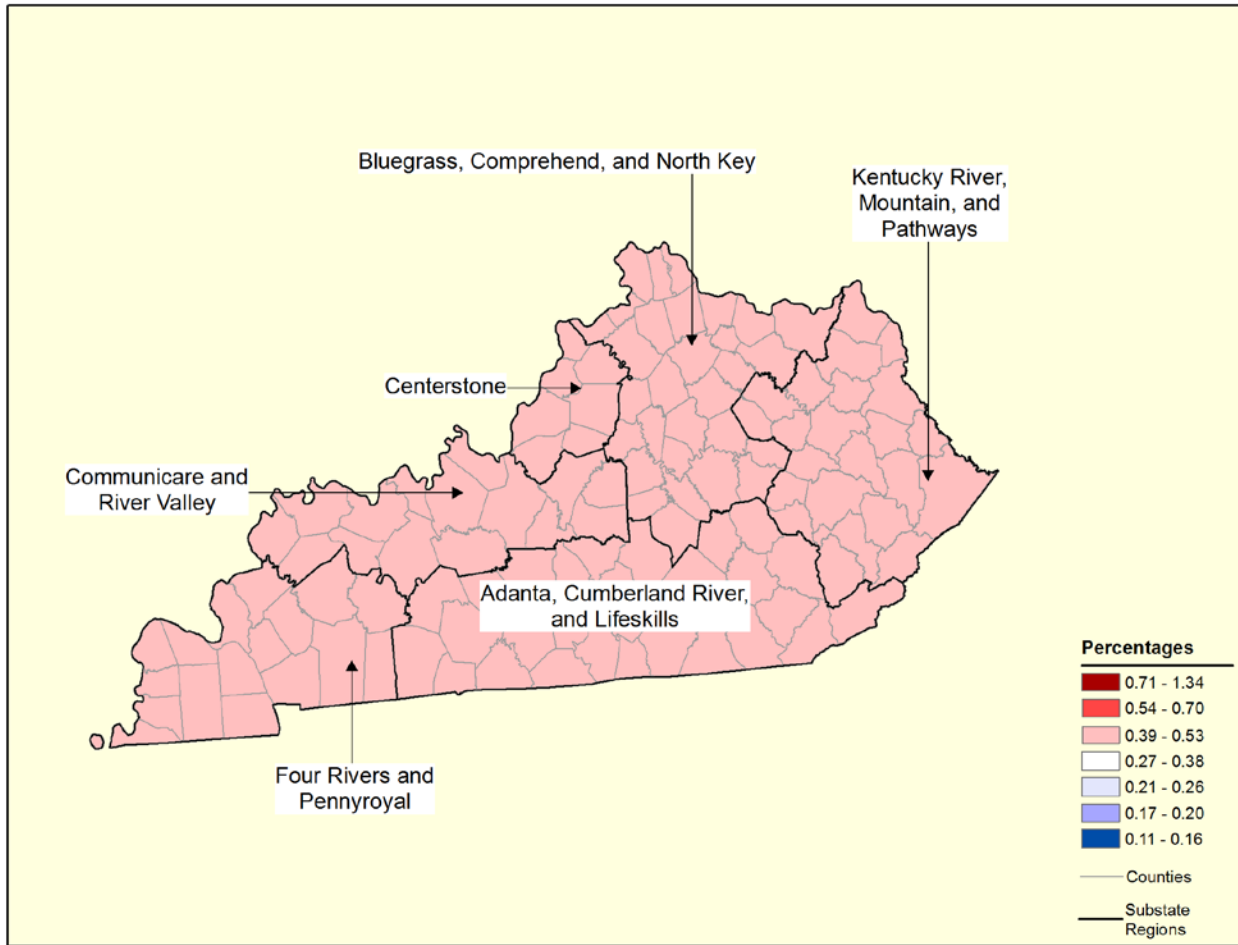 Bluegrass, Comprehend, and North Key
Kentucky River,
Mountain, and
Pathways
Centerstone
Communicare and
River Valley
Adanta, Cumberland River,
and Lifeskills
Four Rivers and
Pennyroyal
Percentages
0.71 - 1.34
0.54 - 0.70
0.39 - 0.53
0.27 - 0.38
0.21 - 0.26
0.17 - 0.20
0.11 - 0.16
Counties
Substate
Regions